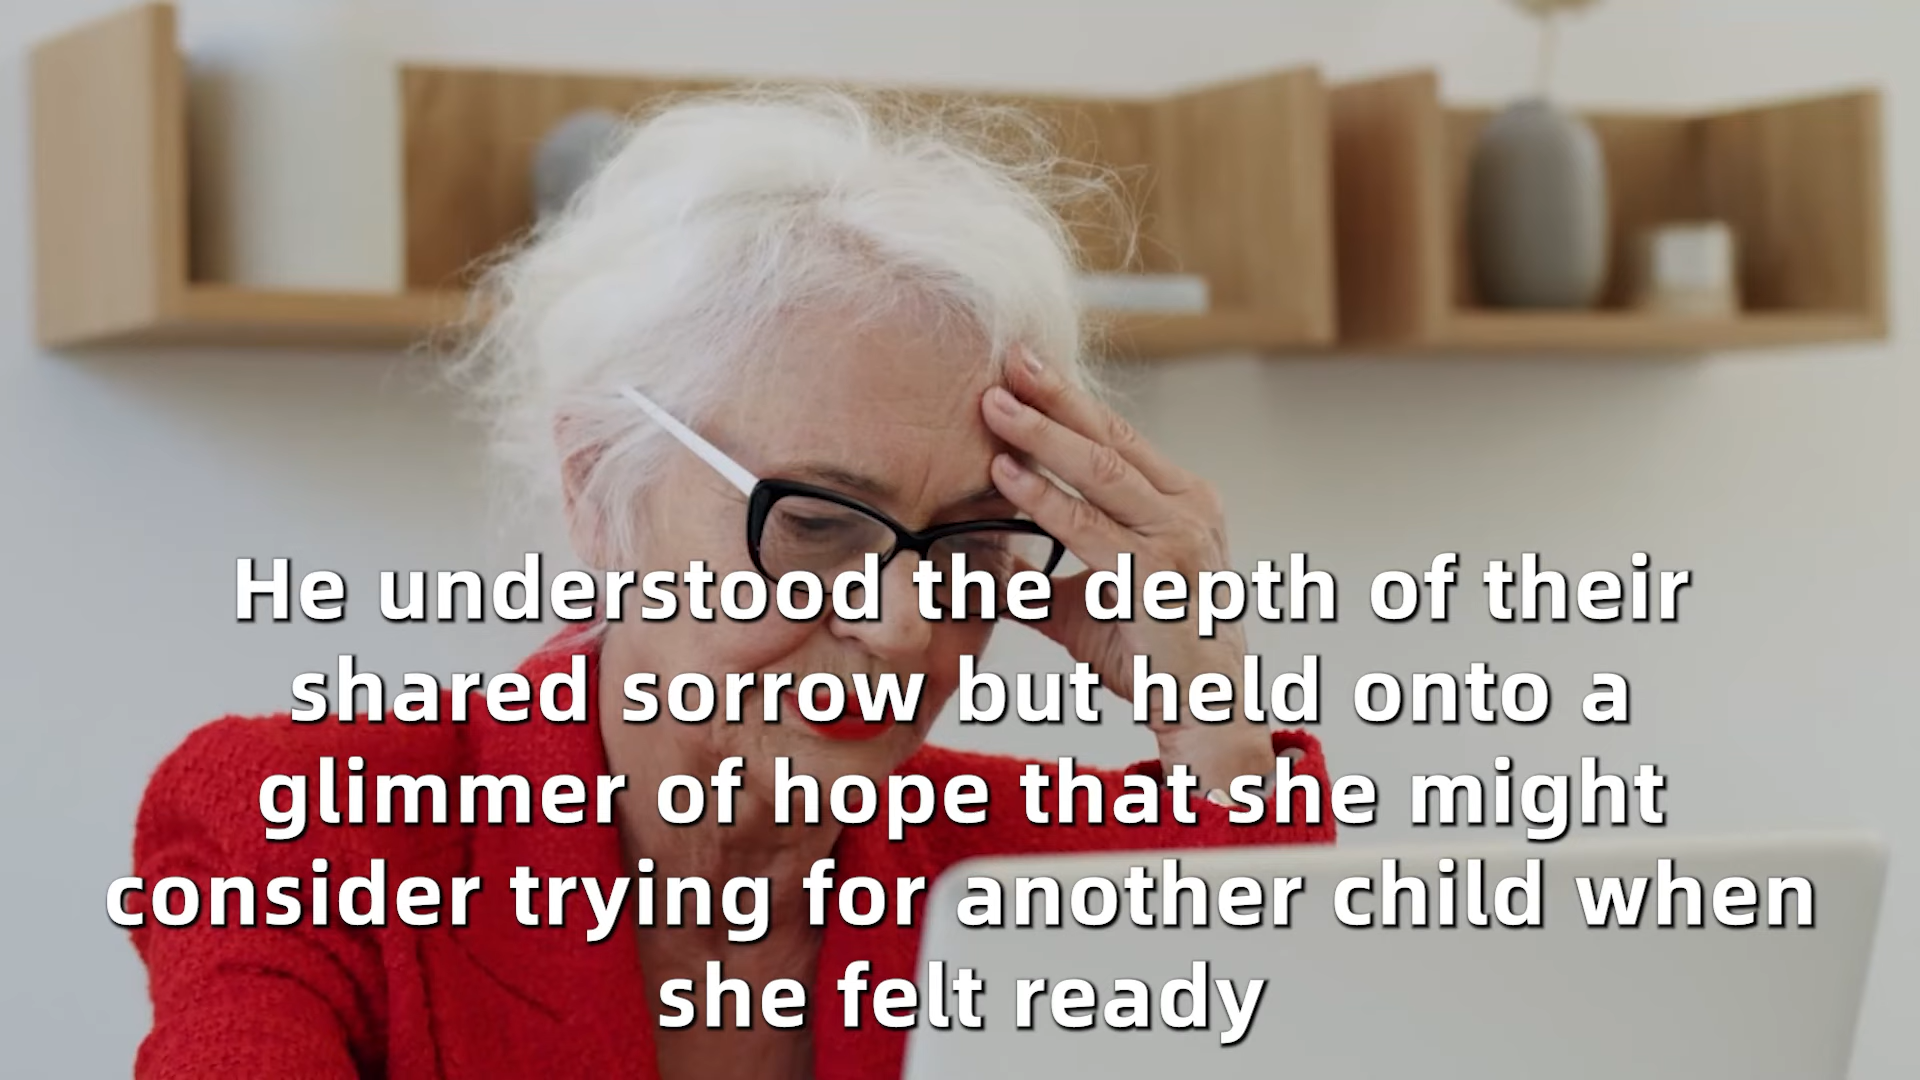 He understood the depth of their
shared sorrow but held onto a
glimmer of hope that she might
consider trying for another child when
she felt ready